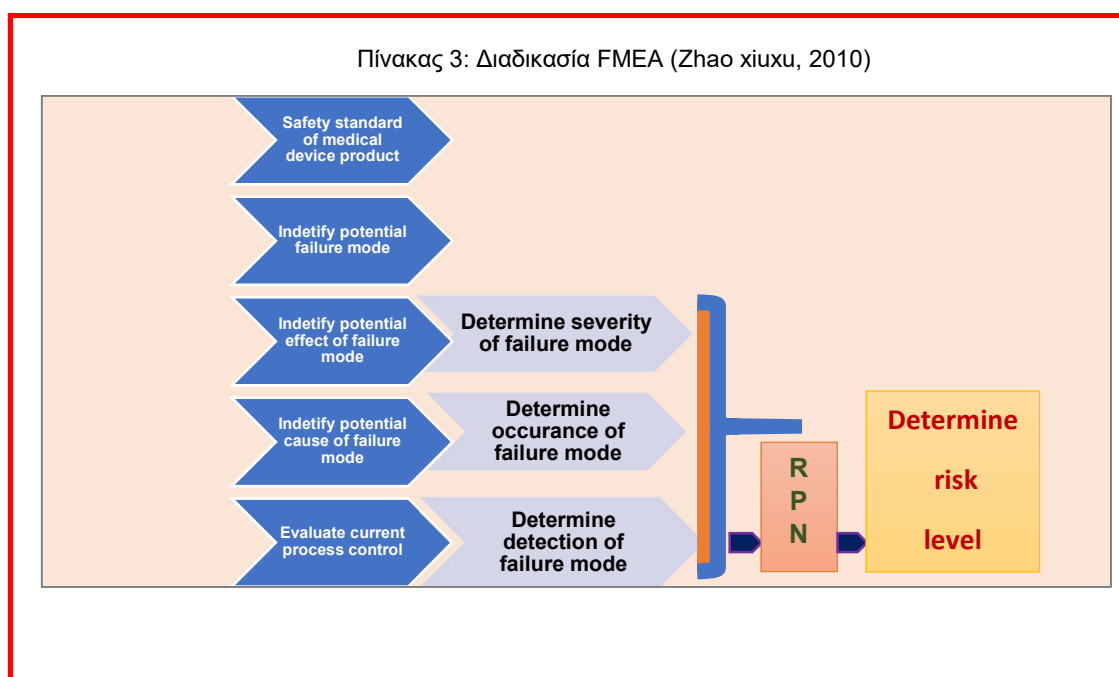 Πίνακας 3: Διαδικασία FMEA (Zhao xiuxu, 2010)
Safety standard
of medical
device product
Indetify potential
failure mode
Indetify potential
effect of failure
mode
Determine severity
of failure mode
Indetify potential
cause of failure
mode
Determine
occurance of
failure mode
Evaluate current
process control
Determine
detection of
failure mode
R
P
N
Determine
risk
level